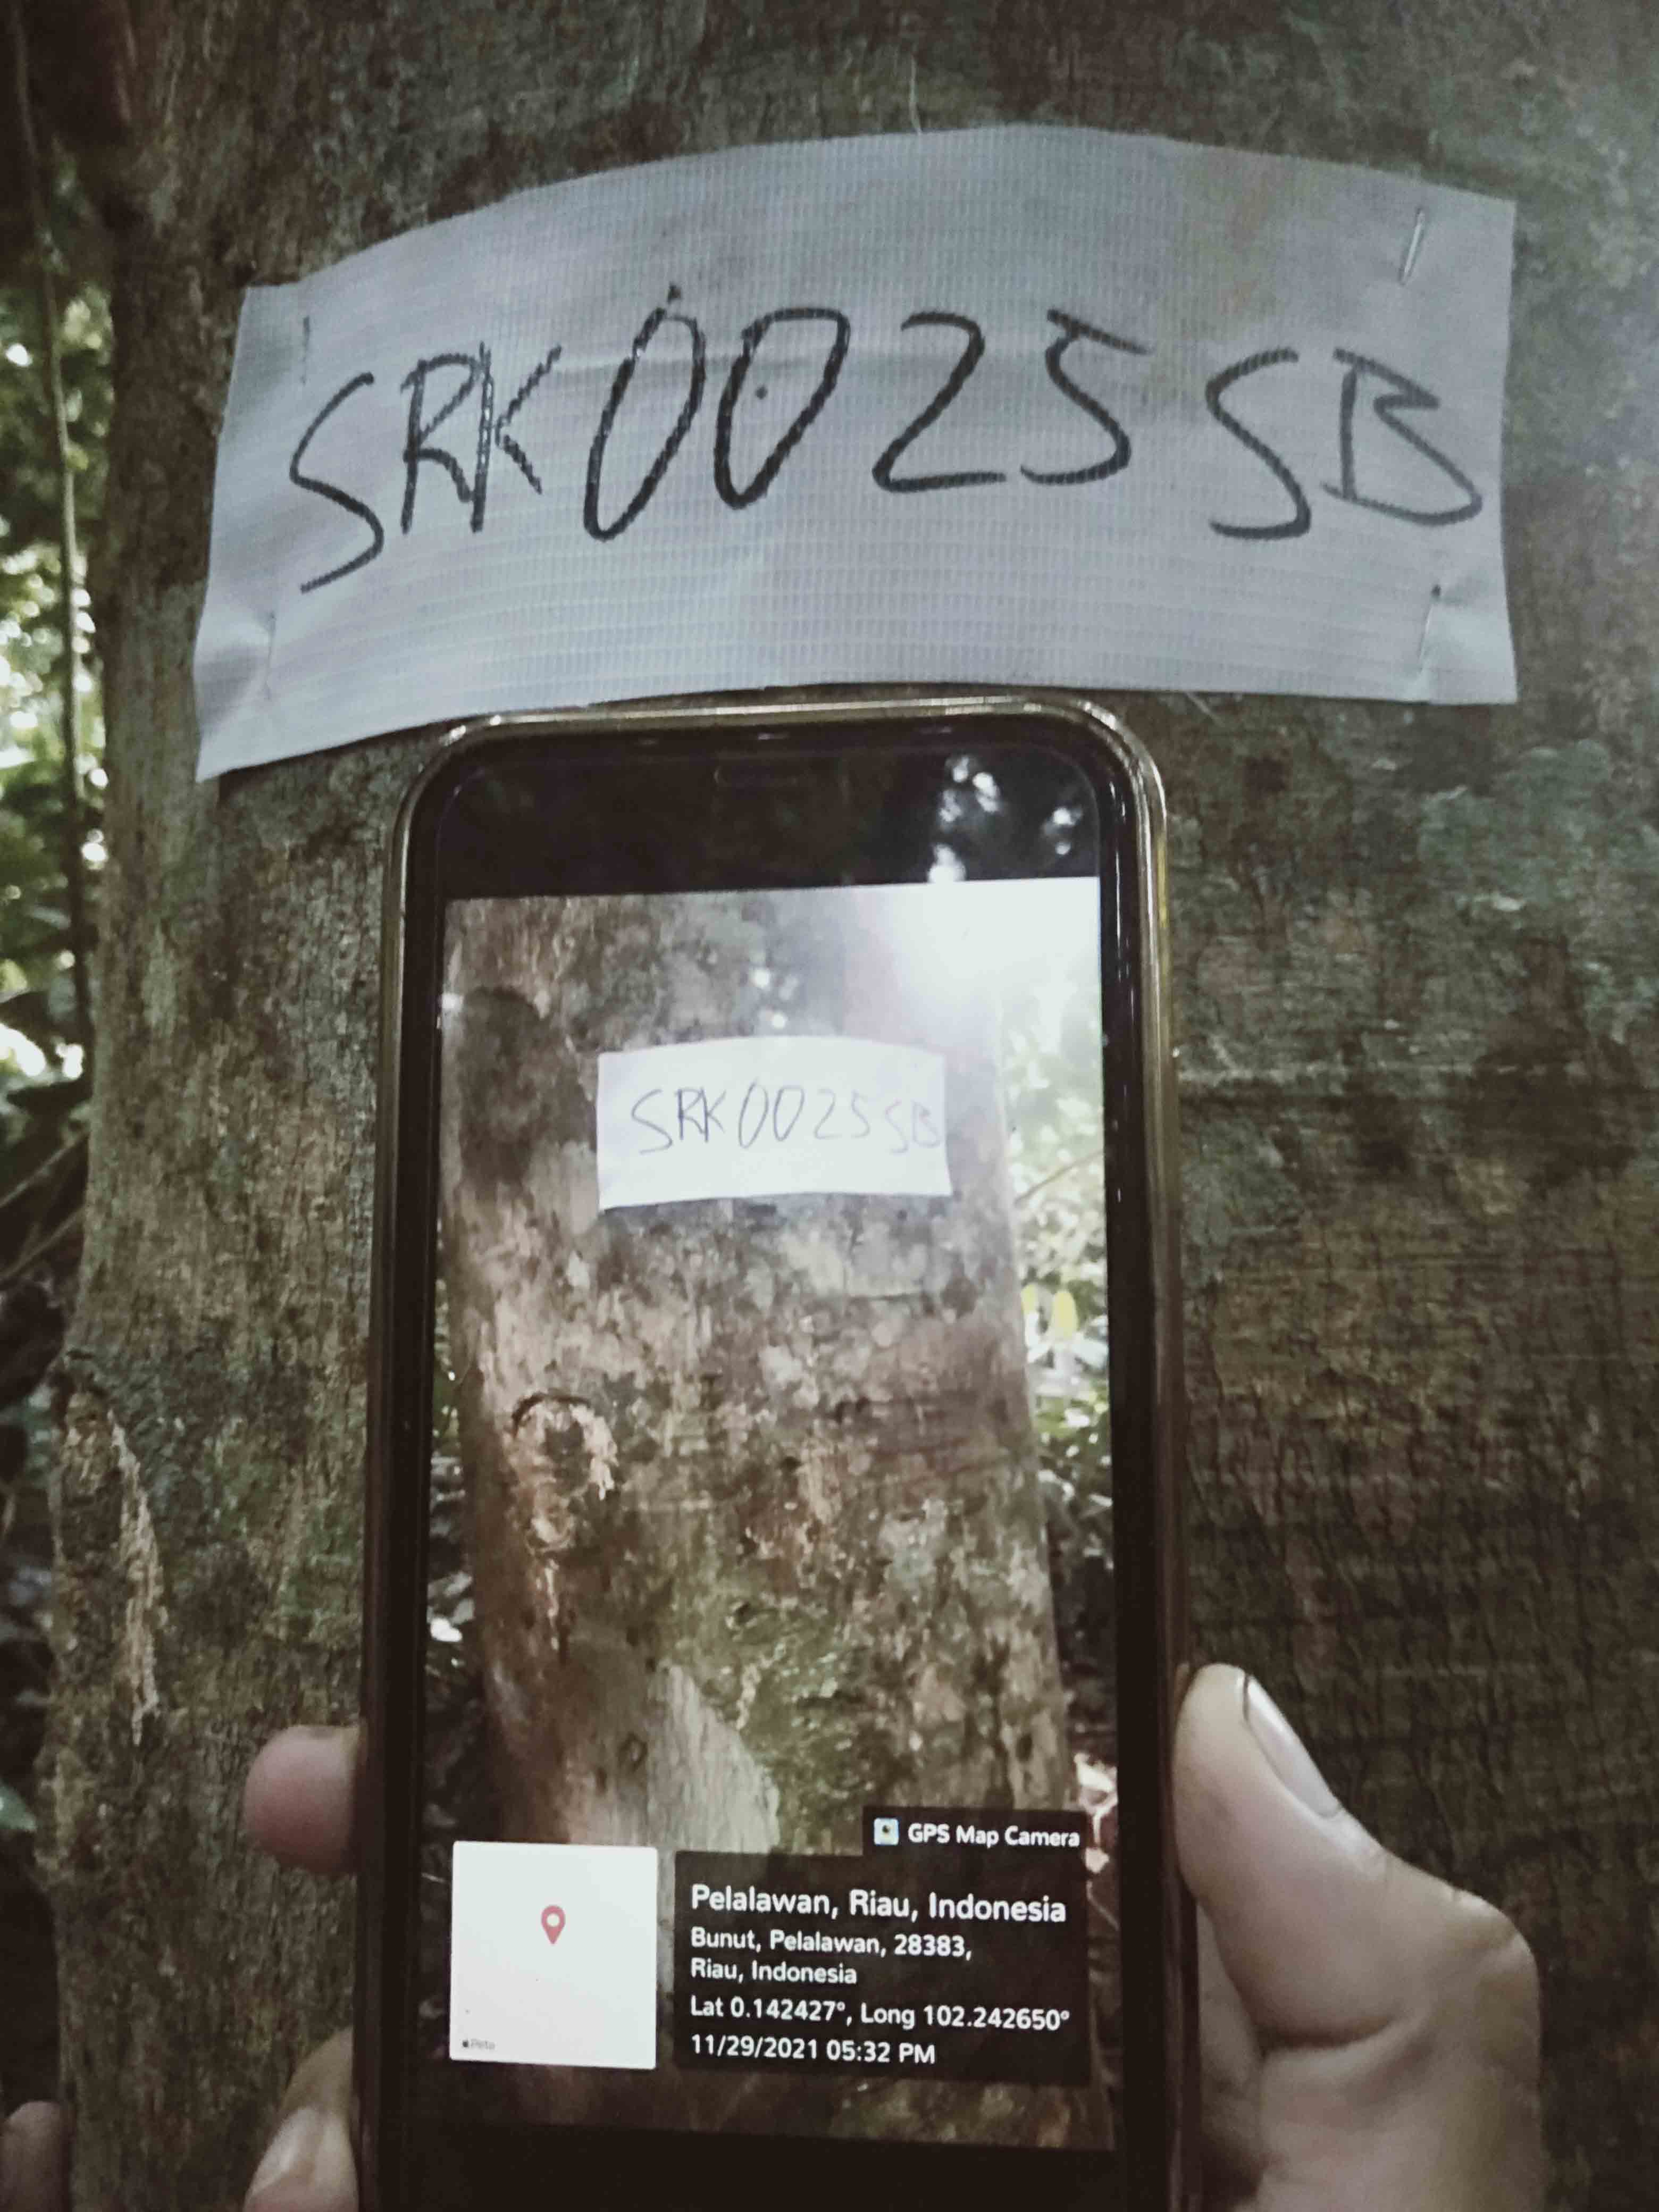 SRK0025SB
SRK0025SB
GPS Map Camera
Pelalawan, Riau, Indonesia
Bunut, Pelalawan, 28383,
Riau, Indonesia
Lat 0.142427°, Long 102.242650°
11/29/2021 05:32 PM
Peta